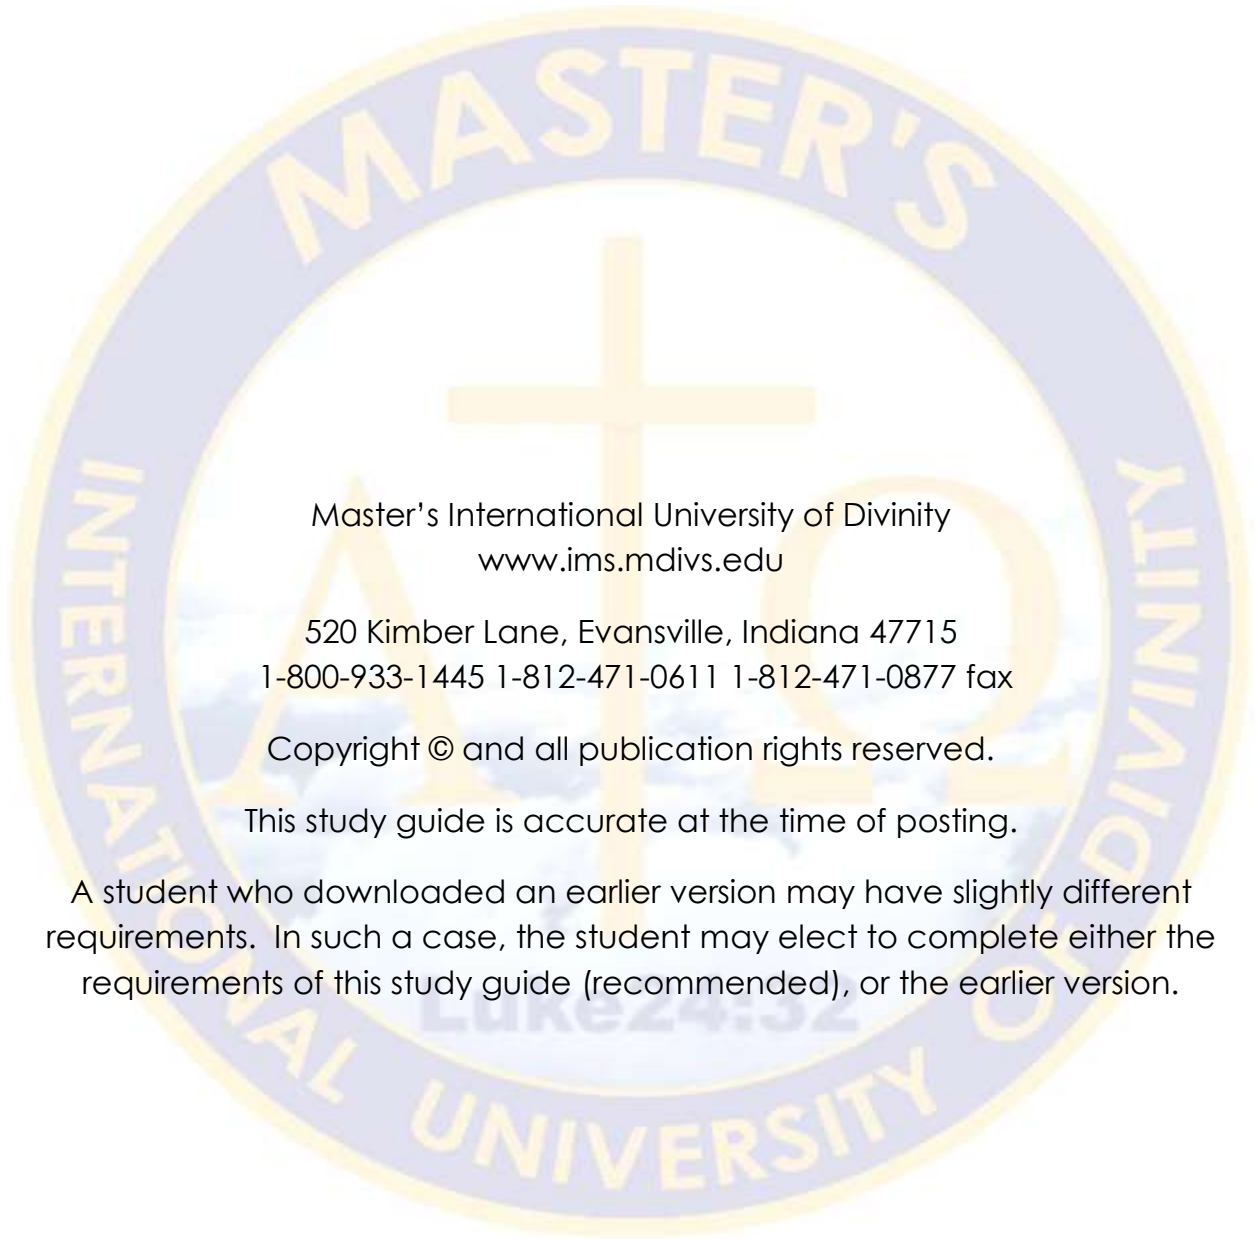 MASTER'S
INTERNATIONAL UNIVERSITY OF DIVINITY
Α Ω
Master’s International University of Divinity
www.ims.mdivs.edu
520 Kimber Lane, Evansville, Indiana 47715
1-800-933-1445 1-812-471-0611 1-812-471-0877 fax
Copyright © and all publication rights reserved.
This study guide is accurate at the time of posting.
A student who downloaded an earlier version may have slightly different
requirements.  In such a case, the student may elect to complete either the
requirements of this study guide (recommended), or the earlier version.
Luke24:32